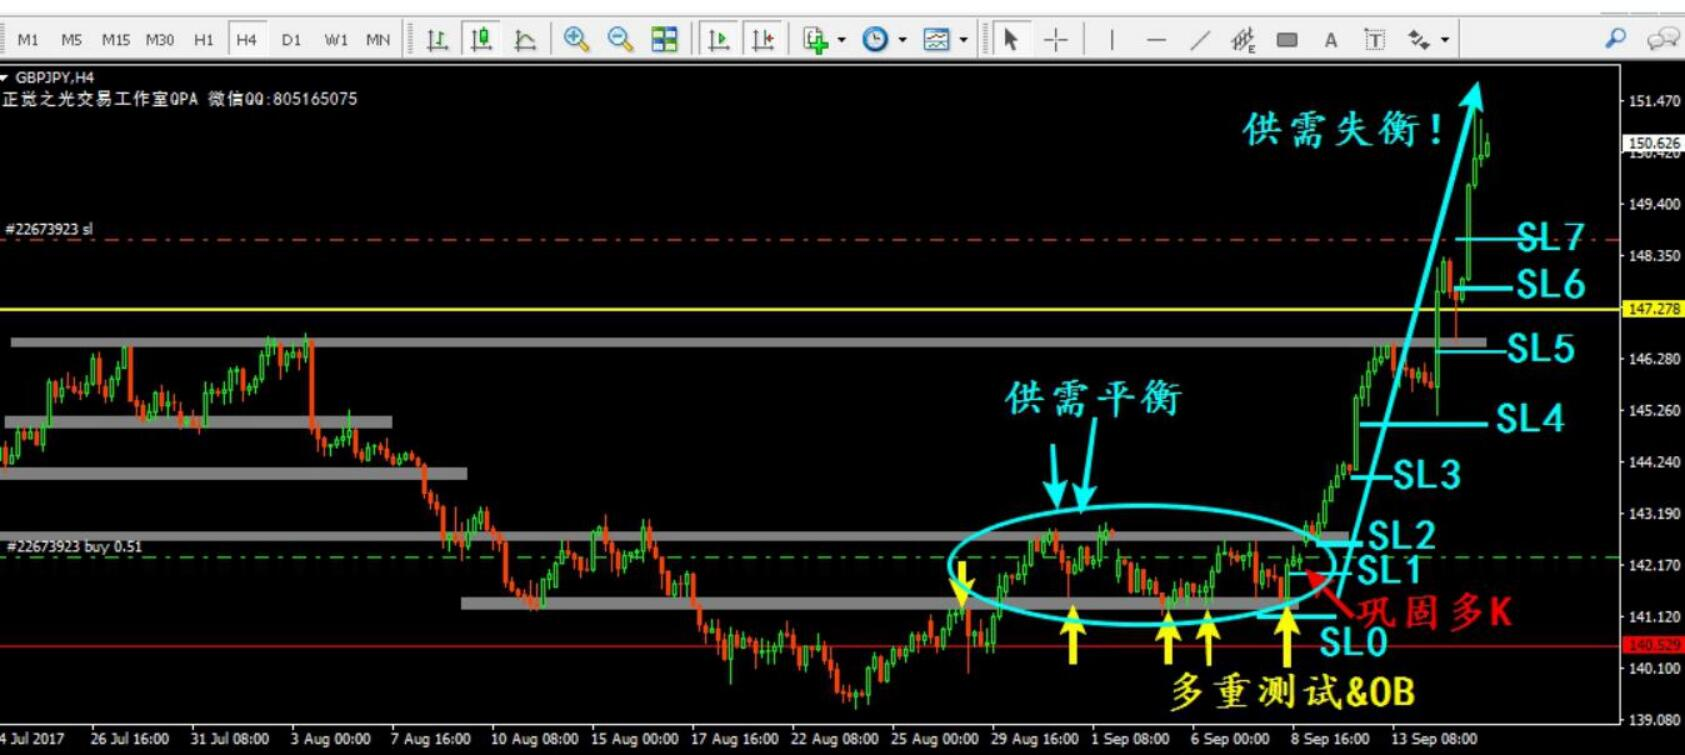 M1 M5 M15 M30 H1 H4 D1 W1 MN E A T
GBPJPY,H4
正觉之光交易工作室QPA 微信QQ:805165075
供需失衡!
151.470
150.626
149.400
#22673923 sl
SL7
148.350
SL6
147.278
SL5
146.280
供需平衡
145.260
SL4
144.240
SL3
143.190
SL2
#22673923 buy 0.51
142.170
SL1
巩固多K
141.120
SL0
140.529
140.100
多重测试&OB
139.080
4 Jul 2017 26 Jul 16:00 31 Jul 08:00 3 Aug 00:00 7 Aug 16:00 10 Aug 08:00 15 Aug 00:00 17 Aug 16:00 22 Aug 08:00 25 Aug 00:00 29 Aug 16:00 1 Sep 08:00 6 Sep 00:00 8 Sep 16:00 13 Sep 08:00